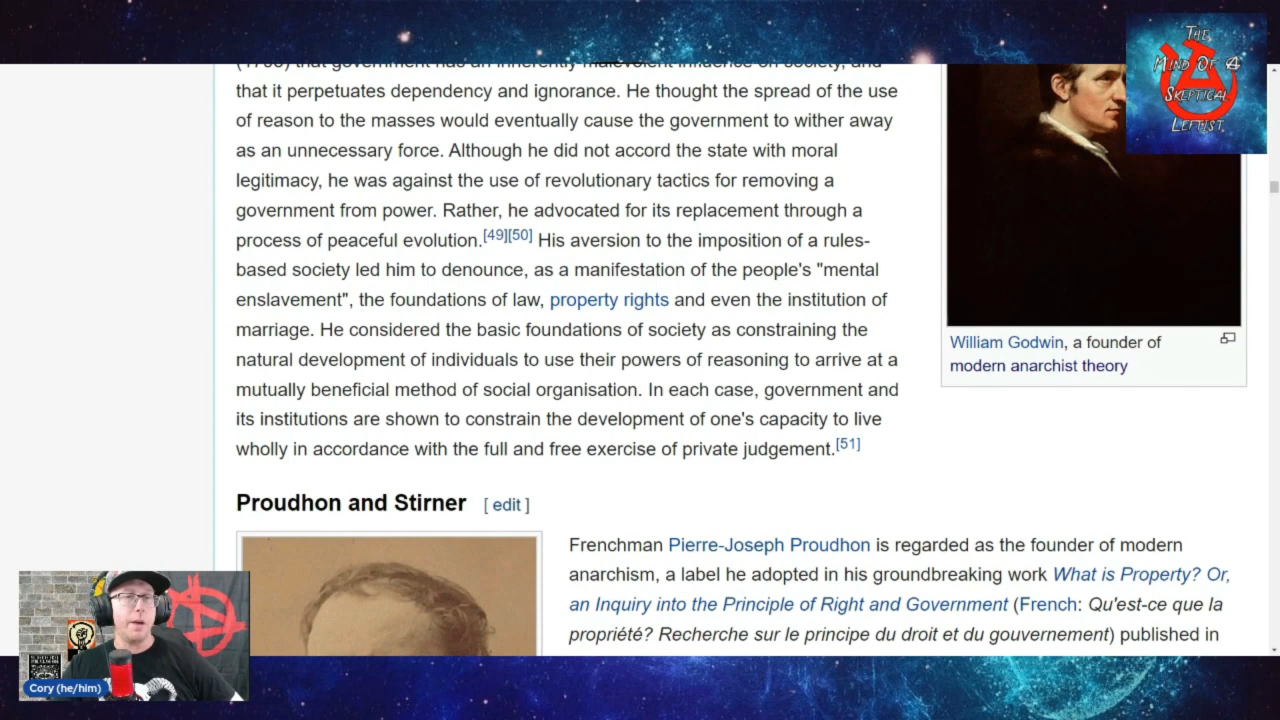 that government has an inherently malevolent influence on society, and
that it perpetuates dependency and ignorance. He thought the spread of the use
of reason to the masses would eventually cause the government to wither away
as an unnecessary force. Although he did not accord the state with moral
legitimacy, he was against the use of revolutionary tactics for removing a
government from power. Rather, he advocated for its replacement through a
process of peaceful evolution.[49][50] His aversion to the imposition of a rules-
based society led him to denounce, as a manifestation of the people's "mental
enslavement", the foundations of law, property rights and even the institution of
marriage. He considered the basic foundations of society as constraining the
natural development of individuals to use their powers of reasoning to arrive at a
mutually beneficial method of social organisation. In each case, government and
its institutions are shown to constrain the development of one's capacity to live
wholly in accordance with the full and free exercise of private judgement.[51]
THE
MIND OF A
SKEPTICAL
LEFTIST
William Godwin, a founder of
modern anarchist theory
Proudhon and Stirner [ edit ]
Frenchman Pierre-Joseph Proudhon is regarded as the founder of modern
anarchism, a label he adopted in his groundbreaking work What is Property? Or,
an Inquiry into the Principle of Right and Government (French: Qu'est-ce que la
propriété? Recherche sur le principe du droit et du gouvernement) published in
Cory (he/him)